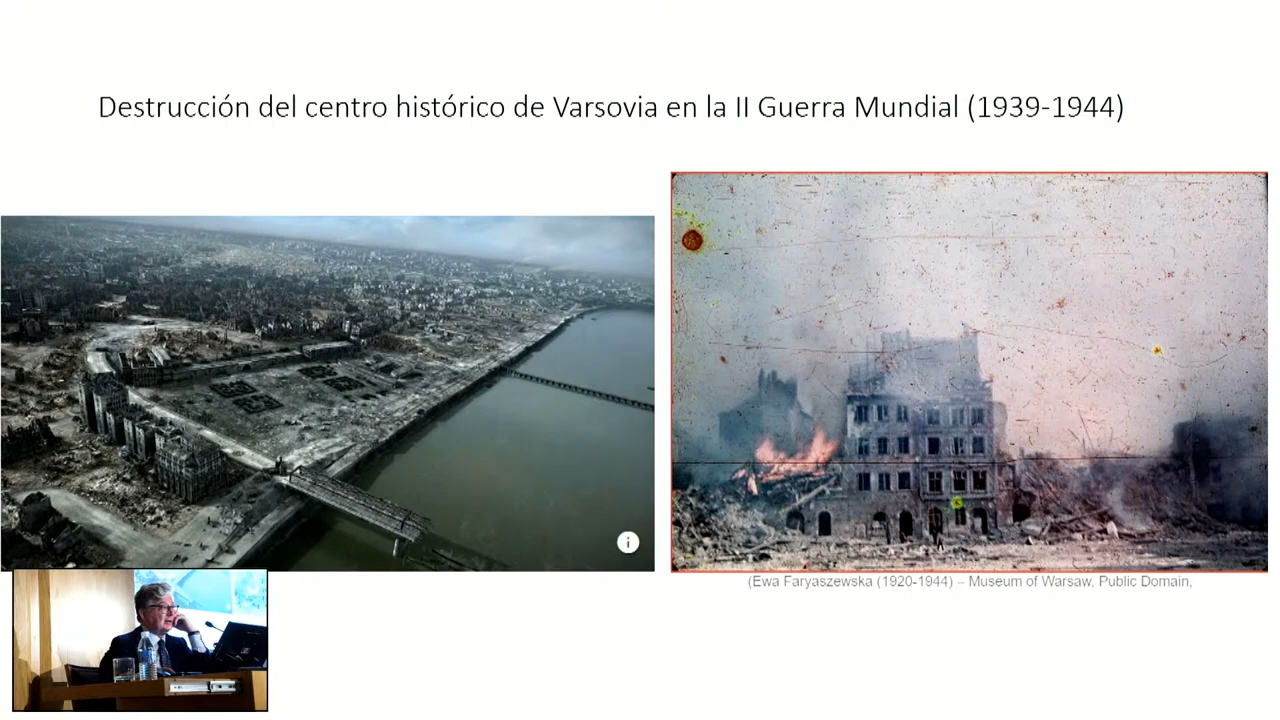 Destrucción del centro histórico de Varsovia en la II Guerra Mundial (1939-1944)
i
(Ewa Faryaszewska (1920-1944) – Museum of Warsaw, Public Domain,